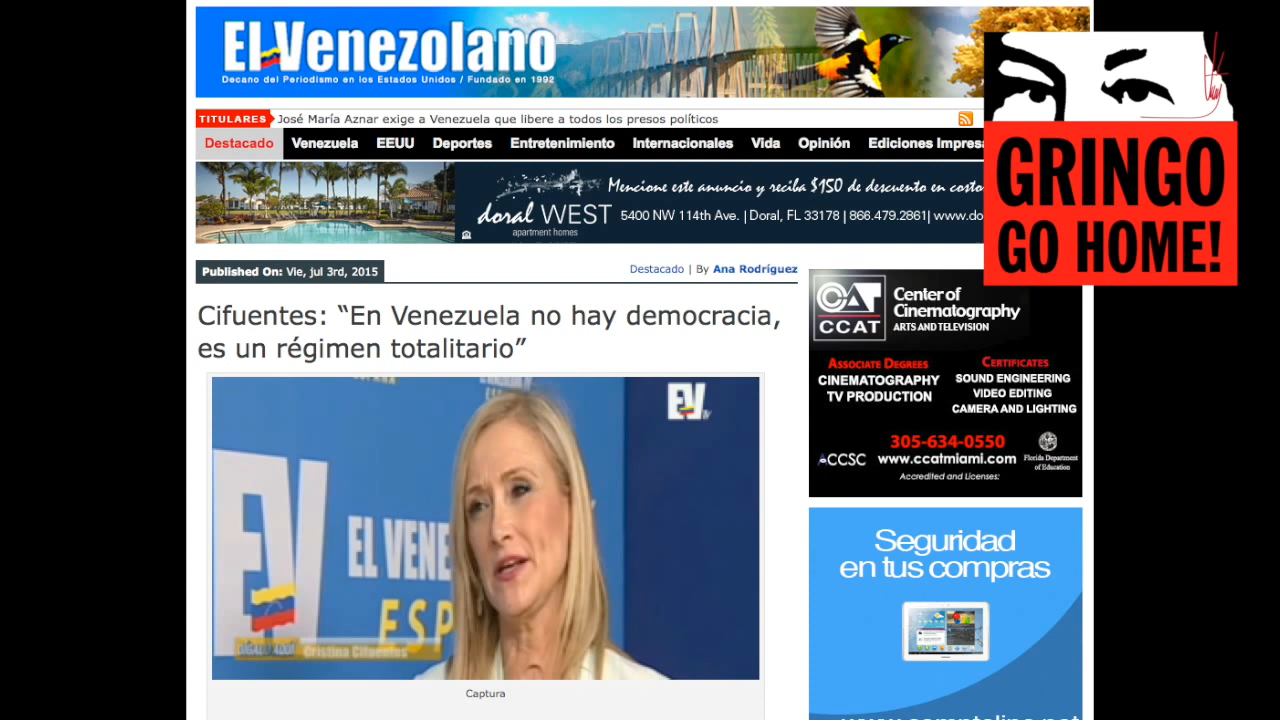 El Venezolano
Decano del Periodismo en los Estados Unidos / Fundado en 1992
TITULARES
José María Aznar exige a Venezuela que libere a todos los presos políticos
Destacado Venezuela EEUU Deportes Entretenimiento Internacionales Vida Opinión Ediciones Impresa
GRINGO
GO HOME!
Mencione este anuncio y reciba $150 de descuento en costo
doral WEST
apartment homes
5400 NW 114th Ave. | Doral, FL 33178 | 866.479.2861| www.do
Published On: Vie, jul 3rd, 2015
Destacado | By Ana Rodríguez
Cifuentes: “En Venezuela no hay democracia,
es un régimen totalitario”
EV tv
EV
EL VENE
ESP
Cristina Cifuentes
Captura
CAT
CCAT
Center of
Cinematography
ARTS AND TELEVISION
ASSOCIATE DEGREES
CINEMATOGRAPHY
TV PRODUCTION
CERTIFICATES
SOUND ENGINEERING
VIDEO EDITING
CAMERA AND LIGHTING
305-634-0550
ACCSC
www.ccatmiami.com
Florida Department
of Education
Accredited and Licenses:
Seguridad
en tus compras